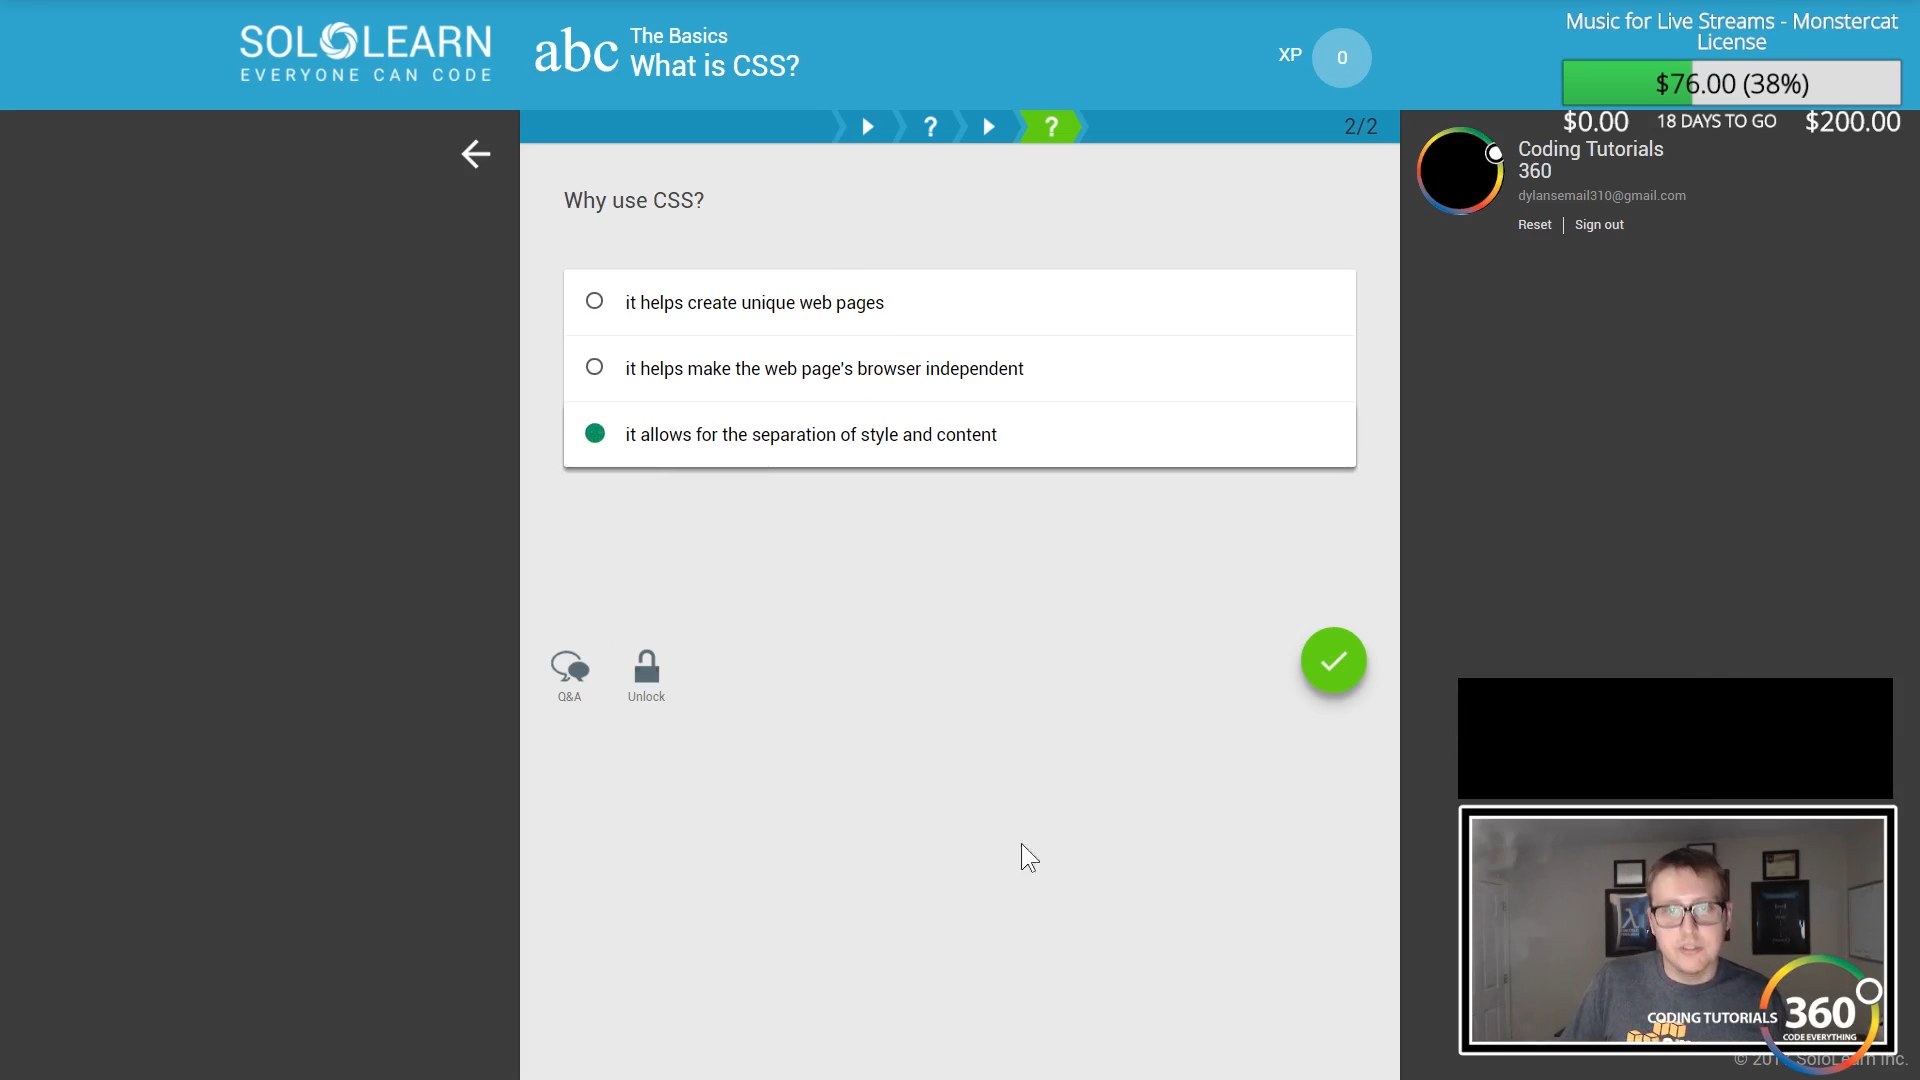 SOLOLEARN
EVERYONE CAN CODE
abc
The Basics
What is CSS?
XP
0
Music for Live Streams - Monstercat
License
$76.00 (38%)
$0.00 18 DAYS TO GO $200.00
? ?
2/2
Coding Tutorials
360
dylansemail310@gmail.com
Reset
Sign out
Why use CSS?
it helps create unique web pages
it helps make the web page's browser independent
it allows for the separation of style and content
Q&A
Unlock
CODING TUTORIALS 360
CODE EVERYTHING
SoloLearn Inc.